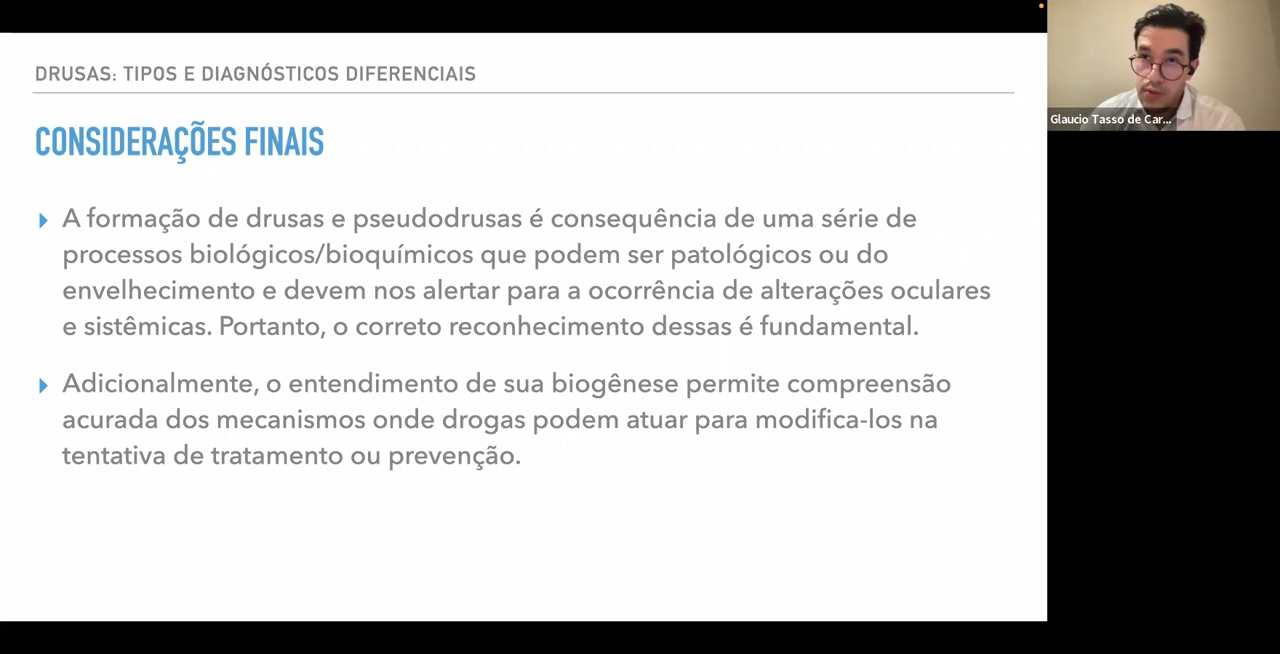 DRUSAS: TIPOS E DIAGNÓSTICOS DIFERENCIAIS
CONSIDERAÇÕES FINAIS
A formação de drusas e pseudodrusas é consequência de uma série de
processos biológicos/bioquímicos que podem ser patológicos ou do
envelhecimento e devem nos alertar para a ocorrência de alterações oculares
e sistêmicas. Portanto, o correto reconhecimento dessas é fundamental.
Adicionalmente, o entendimento de sua biogênese permite compreensão
acurada dos mecanismos onde drogas podem atuar para modifica-los na
tentativa de tratamento ou prevenção.
Glaucio Tasso de Car...